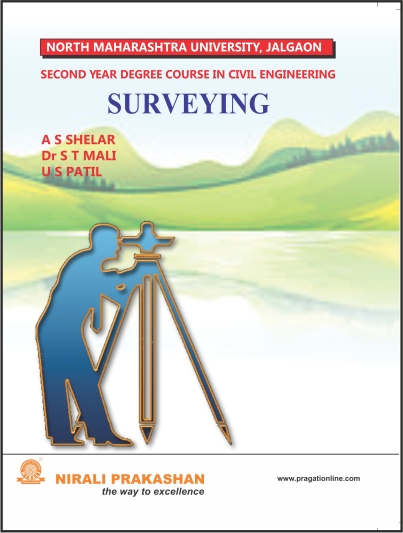 NORTH MAHARASHTRA UNIVERSITY, JALGAON
SECOND YEAR DEGREE COURSE IN CIVIL ENGINEERING
SURVEYING
A S SHELAR
Dr S T MALI
U S PATIL
NIRALI PRAKASHAN
the way to excellence
www.pragationline.com